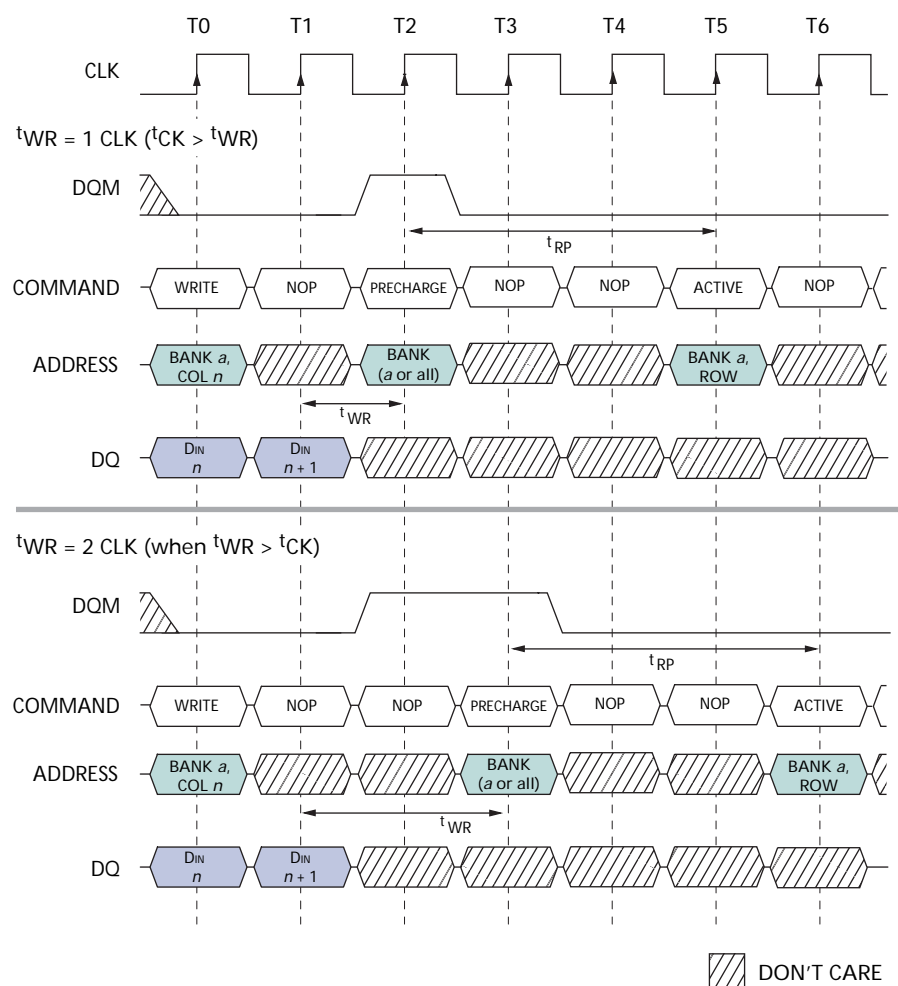 T0 T1 T2 T3 T4 T5 T6
CLK
tWR = 1 CLK (tCK > tWR)
DQM
tRP
COMMAND WRITE NOP PRECHARGE NOP NOP ACTIVE NOP
ADDRESS BANK a, COL n BANK (a or all) BANK a, ROW
tWR
DQ DIN n DIN n + 1
tWR = 2 CLK (when tWR > tCK)
DQM
tRP
COMMAND WRITE NOP NOP PRECHARGE NOP NOP ACTIVE
ADDRESS BANK a, COL n BANK (a or all) BANK a, ROW
tWR
DQ DIN n DIN n + 1
DON'T CARE